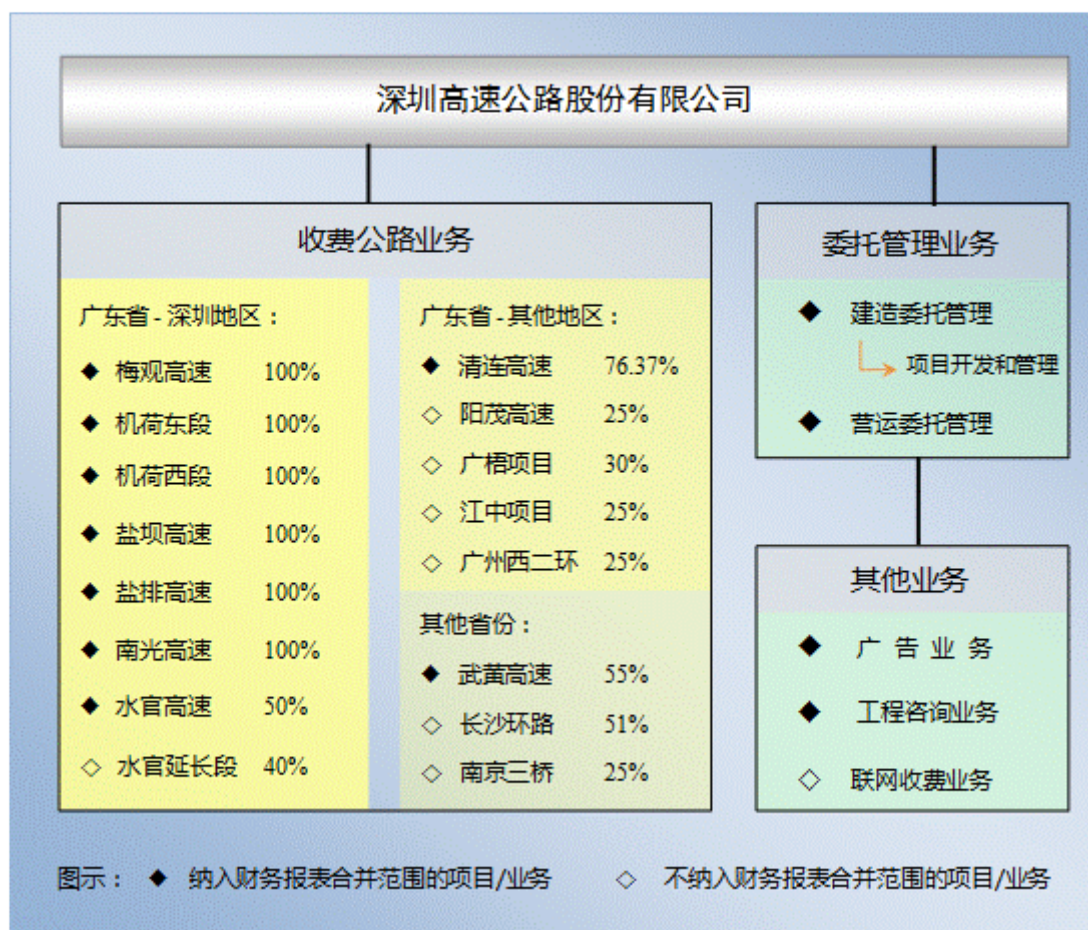 深圳高速公路股份有限公司
收费公路业务
广东省-深圳地区：
◆ 梅观高速 100%
◆ 机荷东段 100%
◆ 机荷西段 100%
◆ 盐坝高速 100%
◆ 盐排高速 100%
◆ 南光高速 100%
◆ 水官高速 50%
◇ 水官延长段 40%
广东省-其他地区：
◆ 清连高速 76.37%
◇ 阳茂高速 25%
◇ 广梧项目 30%
◇ 江中项目 25%
◇ 广州西二环 25%
其他省份：
◆ 武黄高速 55%
◇ 长沙环路 51%
◇ 南京三桥 25%
委托管理业务
◆ 建造委托管理
项目开发和管理
◆ 营运委托管理
其他业务
◆ 广告业务
◆ 工程咨询业务
◇ 联网收费业务
图示： ◆ 纳入财务报表合并范围的项目/业务 ◇ 不纳入财务报表合并范围的项目/业务